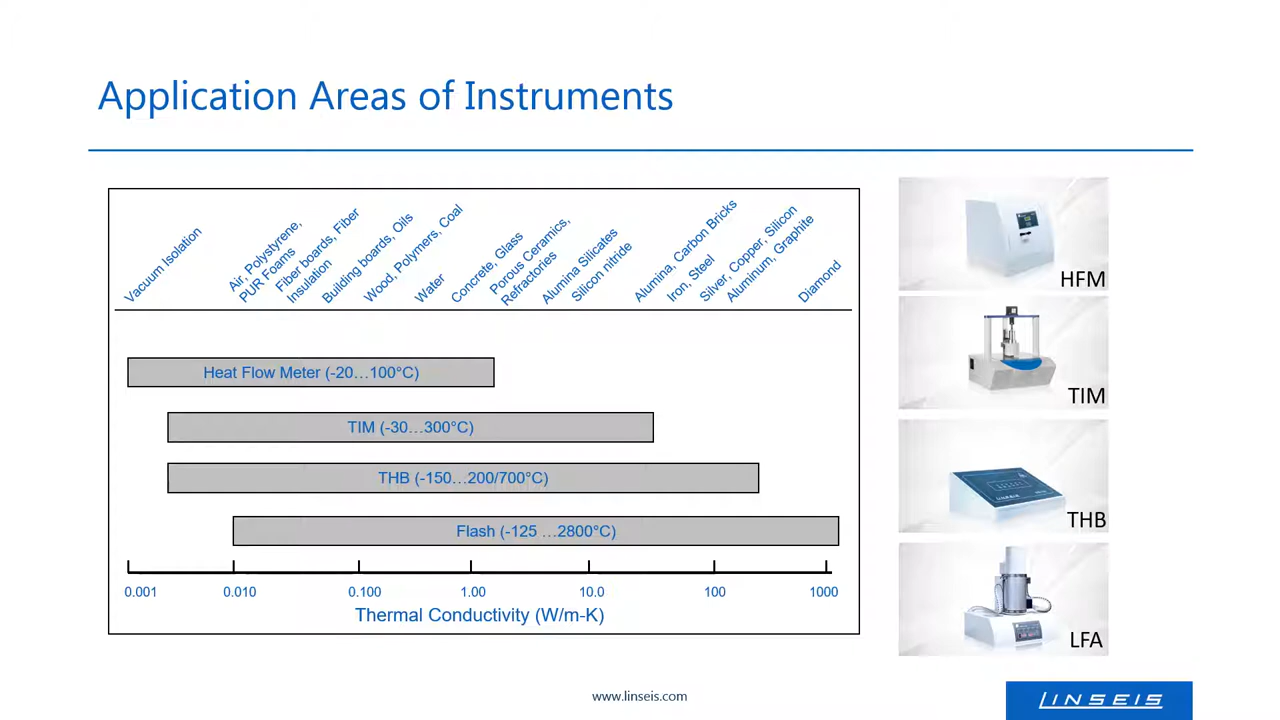 Application Areas of Instruments
Vacuum Isolation
Air, Polystyrene,
PUR Foams
Fiber boards, Fiber
Insulation
Building boards, Oils
Wood, Polymers, Coal
Water
Concrete, Glass
Porous Ceramics,
Refractories
Alumina Silicates
Silicon nitride
Alumina, Carbon Bricks
Iron, Steel
Silver, Copper, Silicon
Aluminum, Graphite
Diamond
Heat Flow Meter (-20…100°C)
TIM (-30…300°C)
THB (-150…200/700°C)
Flash (-125 …2800°C)
0.001 0.010 0.100 1.00 10.0 100 1000
Thermal Conductivity (W/m-K)
HFM
TIM
THB
LFA
www.linseis.com
LINSEIS